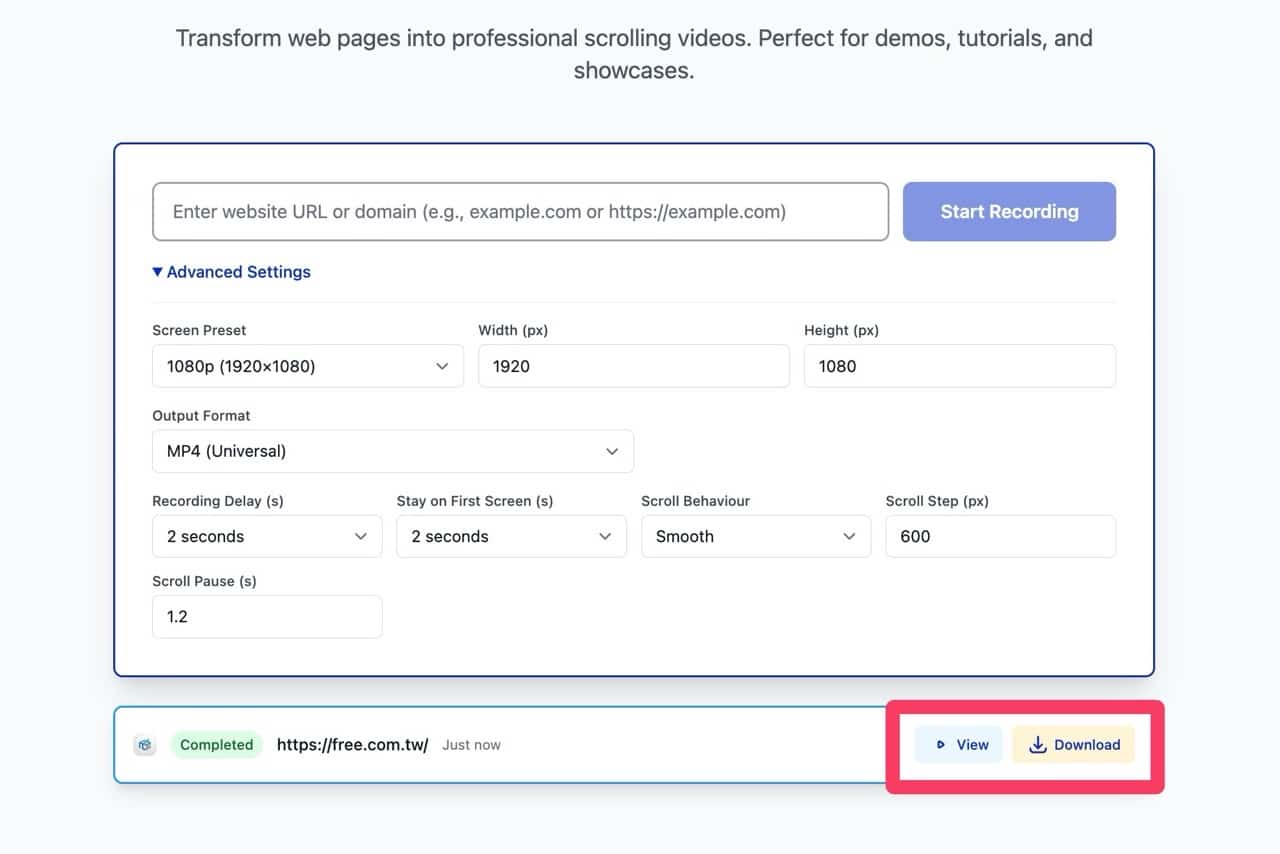 Transform web pages into professional scrolling videos. Perfect for demos, tutorials, and
showcases.
Enter website URL or domain (e.g., example.com or https://example.com)
Start Recording
▼ Advanced Settings
Screen Preset
Width (px)
Height (px)
1080p (1920×1080)
1920
1080
Output Format
MP4 (Universal)
Recording Delay (s)
Stay on First Screen (s)
Scroll Behaviour
Scroll Step (px)
2 seconds
2 seconds
Smooth
600
Scroll Pause (s)
1.2
Completed
https://free.com.tw/
Just now
View
Download